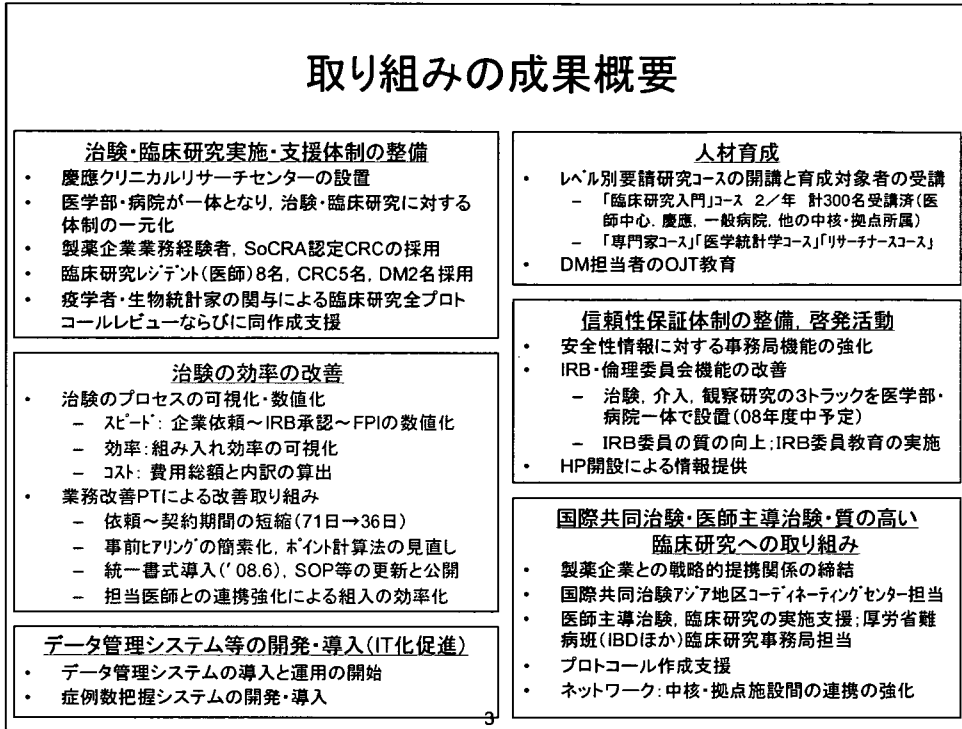 取り組みの成果概要
治験・臨床研究実施・支援体制の整備
・ 慶應クリニカルリサーチセンターの設置
・ 医学部・病院が一体となり，治験・臨床研究に対する
体制の一元化
・ 製薬企業業務経験者，SoCRA認定CRCの採用
・ 臨床研究ﾚｼﾞﾃﾞﾝﾄ(医師)8名，CRC5名，DM2名採用
・ 疫学者・生物統計家の関与による臨床研究全プロト
コールレビューならびに同作成支援
治験の効率の改善
・ 治験のプロセスの可視化・数値化
– ｽﾋﾟｰﾄﾞ： 企業依頼～IRB承認～FPIの数値化
– 効率：組み入れ効率の可視化
– ｺｽﾄ： 費用総額と内訳の算出
・ 業務改善PTによる改善取り組み
– 依頼～契約期間の短縮(71日→36日)
– 事前ﾋｱﾘﾝｸﾞの簡素化，ﾎﾟｲﾝﾄ計算法の見直し
– 統一書式導入('08.6)，SOP等の更新と公開
– 担当医師との連携強化による組入の効率化
データ管理システム等の開発・導入(IT化促進)
・ データ管理システムの導入と運用の開始
・ 症例数把握システムの開発・導入
人材育成
・ ﾚﾍﾞﾙ別要請研究ｺｰｽの開講と育成対象者の受講
– 「臨床研究入門」ｺｰｽ 2／年 計300名受講済(医
師中心．慶應，一般病院，他の中核・拠点所属)
– 「専門家ｺｰｽ」「医学統計学ｺｰｽ」「ﾘｻｰﾁﾅｰｽｺｰｽ」
・ DM担当者のOJT教育
信頼性保証体制の整備，啓発活動
・ 安全性情報に対する事務局機能の強化
・ IRB・倫理委員会機能の改善
– 治験，介入，観察研究の3トラックを医学部・
病院一体で設置(08年度中予定)
– IRB委員の質の向上；IRB委員教育の実施
・ HP開設による情報提供
国際共同治験・医師主導治験・質の高い
臨床研究への取り組み
・ 製薬企業との戦略的提携関係の締結
・ 国際共同治験ｱｼﾞｱ地区ｺｰﾃﾞｨﾈｰﾃｨﾝｸﾞｾﾝﾀｰ担当
・ 医師主導治験，臨床研究の実施支援；厚労省難
病班(IBDほか)臨床研究事務局担当
・ プロトコール作成支援
・ ネットワーク：中核・拠点施設間の連携の強化
3